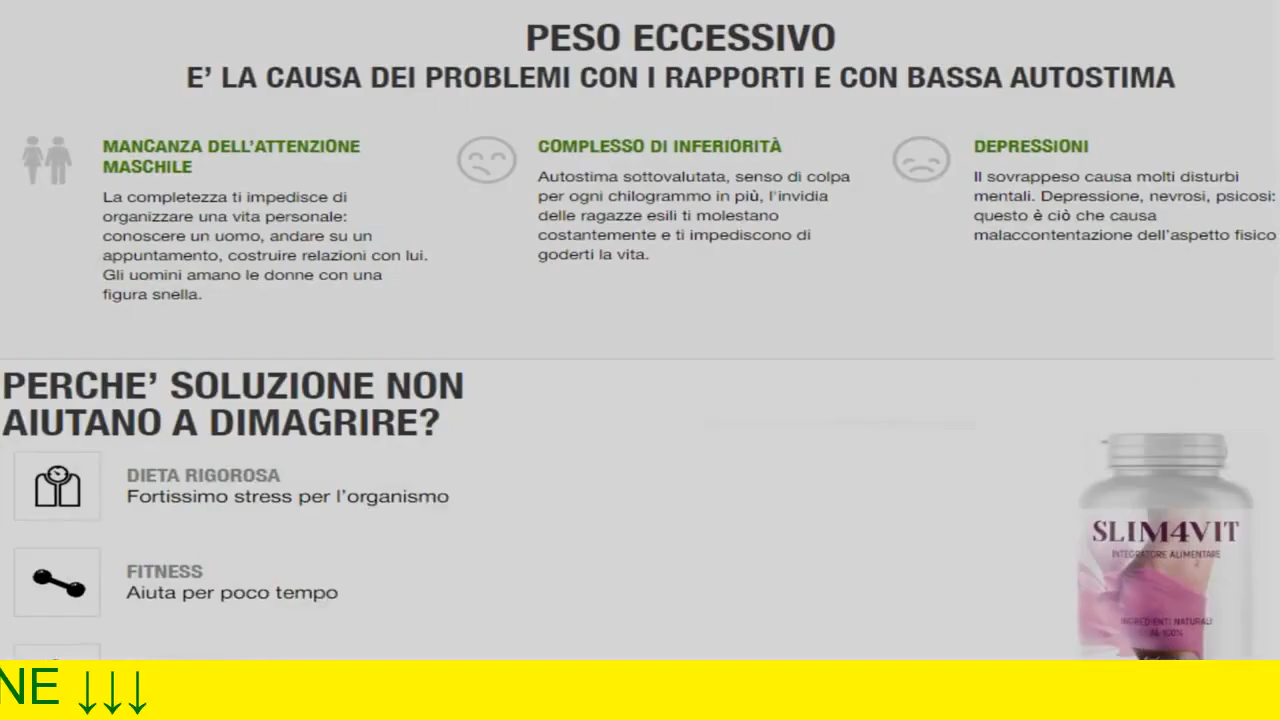 PESO ECCESSIVO
E' LA CAUSA DEI PROBLEMI CON I RAPPORTI E CON BASSA AUTOSTIMA
MANCANZA DELL'ATTENZIONE
MASCHILE
La completezza ti impedisce di
organizzare una vita personale:
conoscere un uomo, andare su un
appuntamento, costruire relazioni con lui.
Gli uomini amano le donne con una
figura snella.
COMPLESSO DI INFERIORITÀ
Autostima sottovalutata, senso di colpa
per ogni chilogrammo in più, l'invidia
delle ragazze esili ti molestano
costantemente e ti impediscono di
goderti la vita.
DEPRESSIONI
Il sovrappeso causa molti disturbi
mentali. Depressione, nevrosi, psicosi:
questo è ciò che causa
malaccontentazione dell'aspetto fisico
PERCHE' SOLUZIONE NON
AIUTANO A DIMAGRIRE?
DIETA RIGOROSA
Fortissimo stress per l'organismo
FITNESS
Aiuta per poco tempo
SLIM4VIT
INTEGRATORE ALIMENTARE
INGREDIENTI NATURALI
AL 100%
NE ↓↓↓